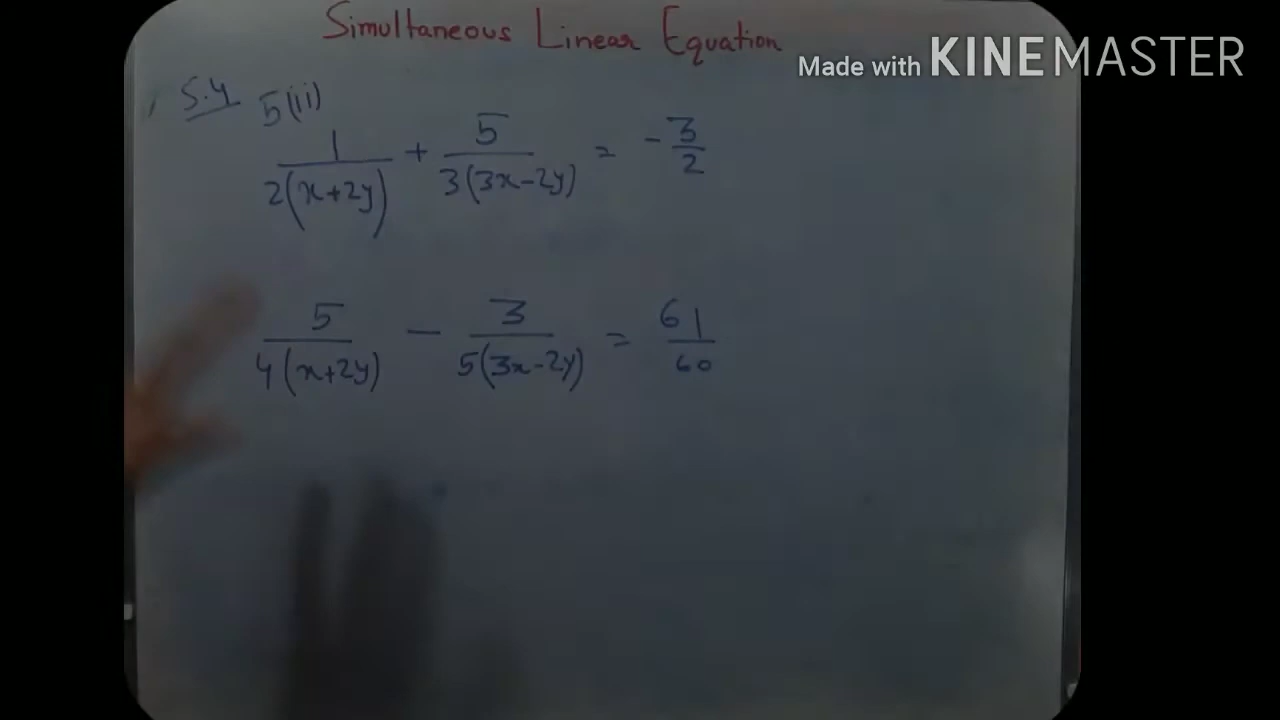 Simultaneous Linear Equation
Made with KINEMASTER
5.4 5(ii)
1/2(x+2y) + 5/3(3x-2y) = -3/2
5/4(x+2y) - 3/5(3x-2y) = 61/60